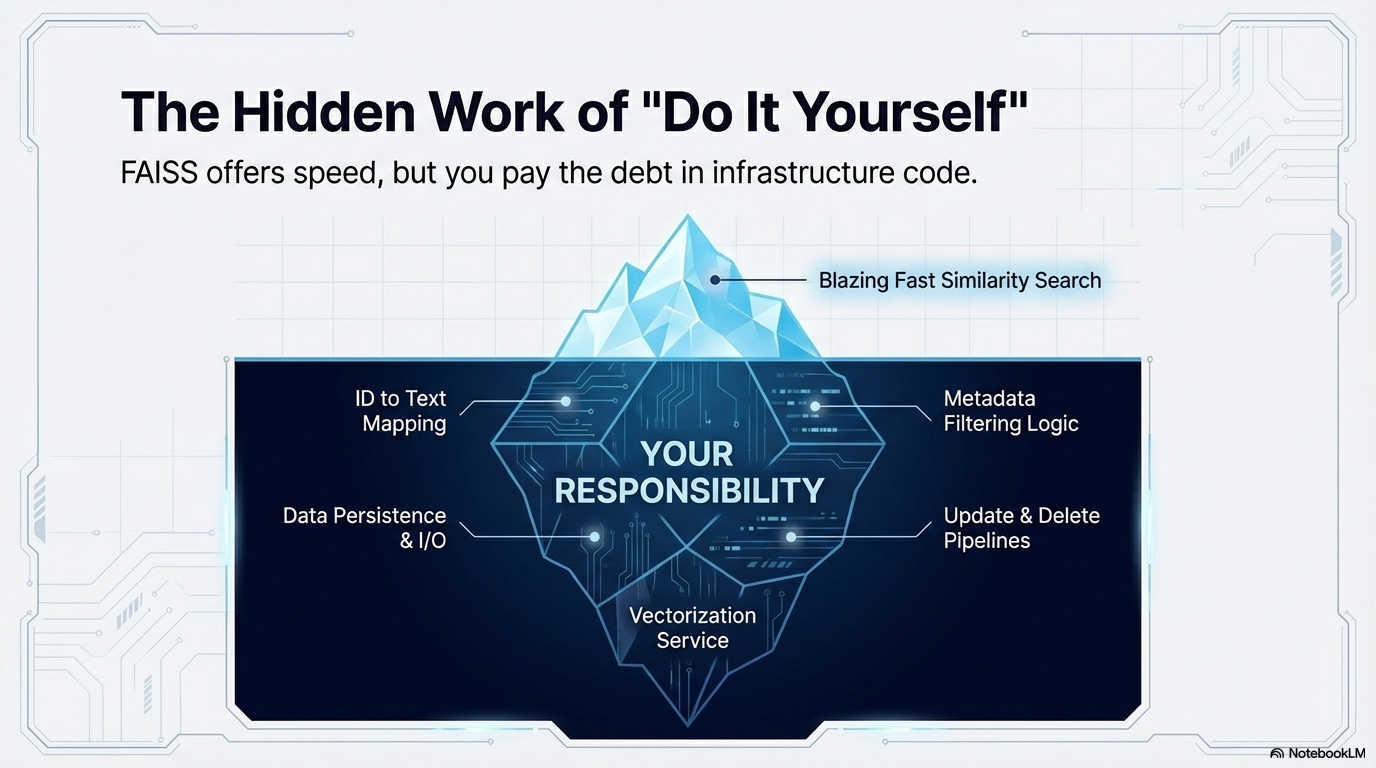 The Hidden Work of "Do It Yourself"
FAISS offers speed, but you pay the debt in infrastructure code.
Blazing Fast Similarity Search
ID to Text
Mapping
Metadata
Filtering Logic
YOUR
RESPONSIBILITY
Data Persistence
& I/O
Update & Delete
Pipelines
Vectorization
Service
NotebookLM